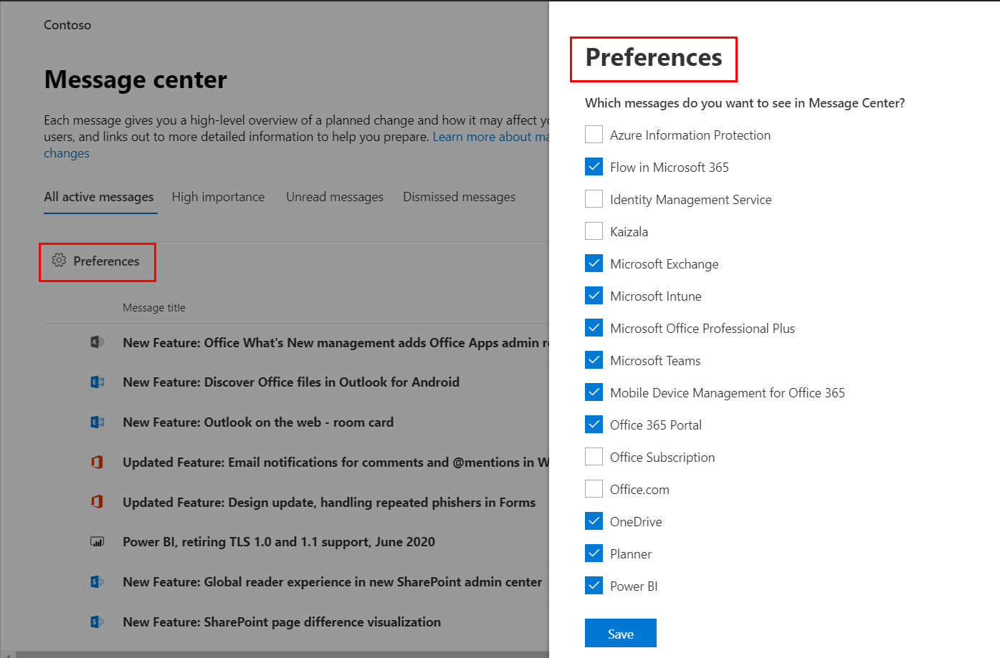 Contoso
Message center
Each message gives you a high-level overview of a planned change and how it may affect
users, and links out to more detailed information to help you prepare. Learn more about
changes
All active messages High importance Unread messages Dismissed messages
Preferences
Message title
New Feature: Office What's New management adds Office Apps admin
New Feature: Discover Office files in Outlook for Android
New Feature: Outlook on the web - room card
Updated Feature: Email notifications for comments and @mentions in
Updated Feature: Design update, handling repeated phishers in Forms
Power BI, retiring TLS 1.0 and 1.1 support, June 2020
New Feature: Global reader experience in new SharePoint admin center
New Feature: SharePoint page difference visualization
Preferences
Which messages do you want to see in Message Center?
Azure Information Protection
Flow in Microsoft 365
Identity Management Service
Kaizala
Microsoft Exchange
Microsoft Intune
Microsoft Office Professional Plus
Microsoft Teams
Mobile Device Management for Office 365
Office 365 Portal
Office Subscription
Office.com
OneDrive
Planner
Power BI
Save